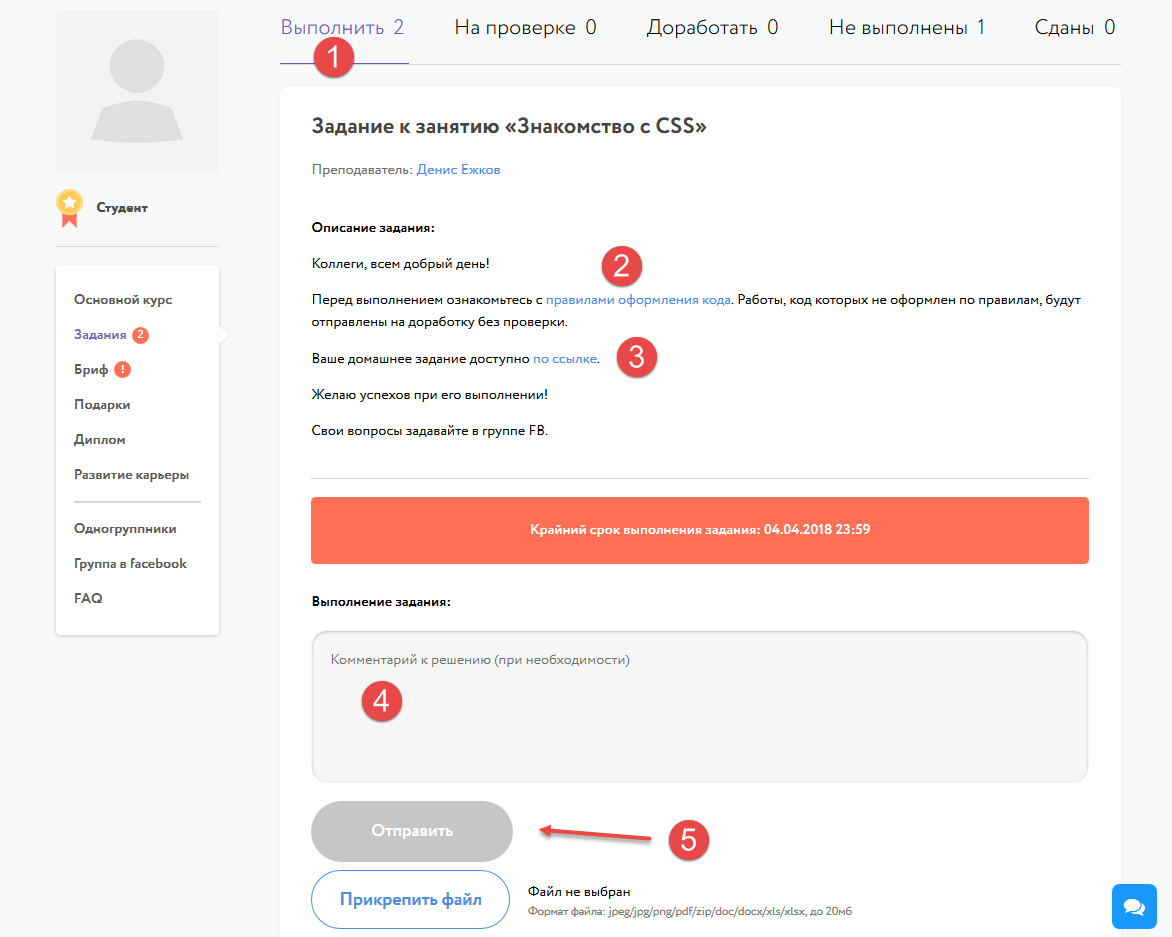 Выполнить 2
На проверке 0
Доработать 0
Не выполнены 1
Сданы 0
1
Студент
Основной курс
Задания 2
Бриф !
Подарки
Диплом
Развитие карьеры
Одногруппники
Группа в facebook
FAQ
Задание к занятию «Знакомство с CSS»
Преподаватель: Денис Ежков
Описание задания:
Коллеги, всем добрый день!
2
Перед выполнением ознакомьтесь с правилами оформления кода. Работы, код которых не оформлен по правилам, будут
отправлены на доработку без проверки.
Ваше домашнее задание доступно по ссылке.
3
Желаю успехов при его выполнении!
Свои вопросы задавайте в группе FB.
Крайний срок выполнения задания: 04.04.2018 23:59
Выполнение задания:
Комментарий к решению (при необходимости)
4
Отправить
5
Прикрепить файл
Файл не выбран
Формат файла: jpeg/jpg/png/pdf/zip/doc/docx/xls/xlsx, до 20мб